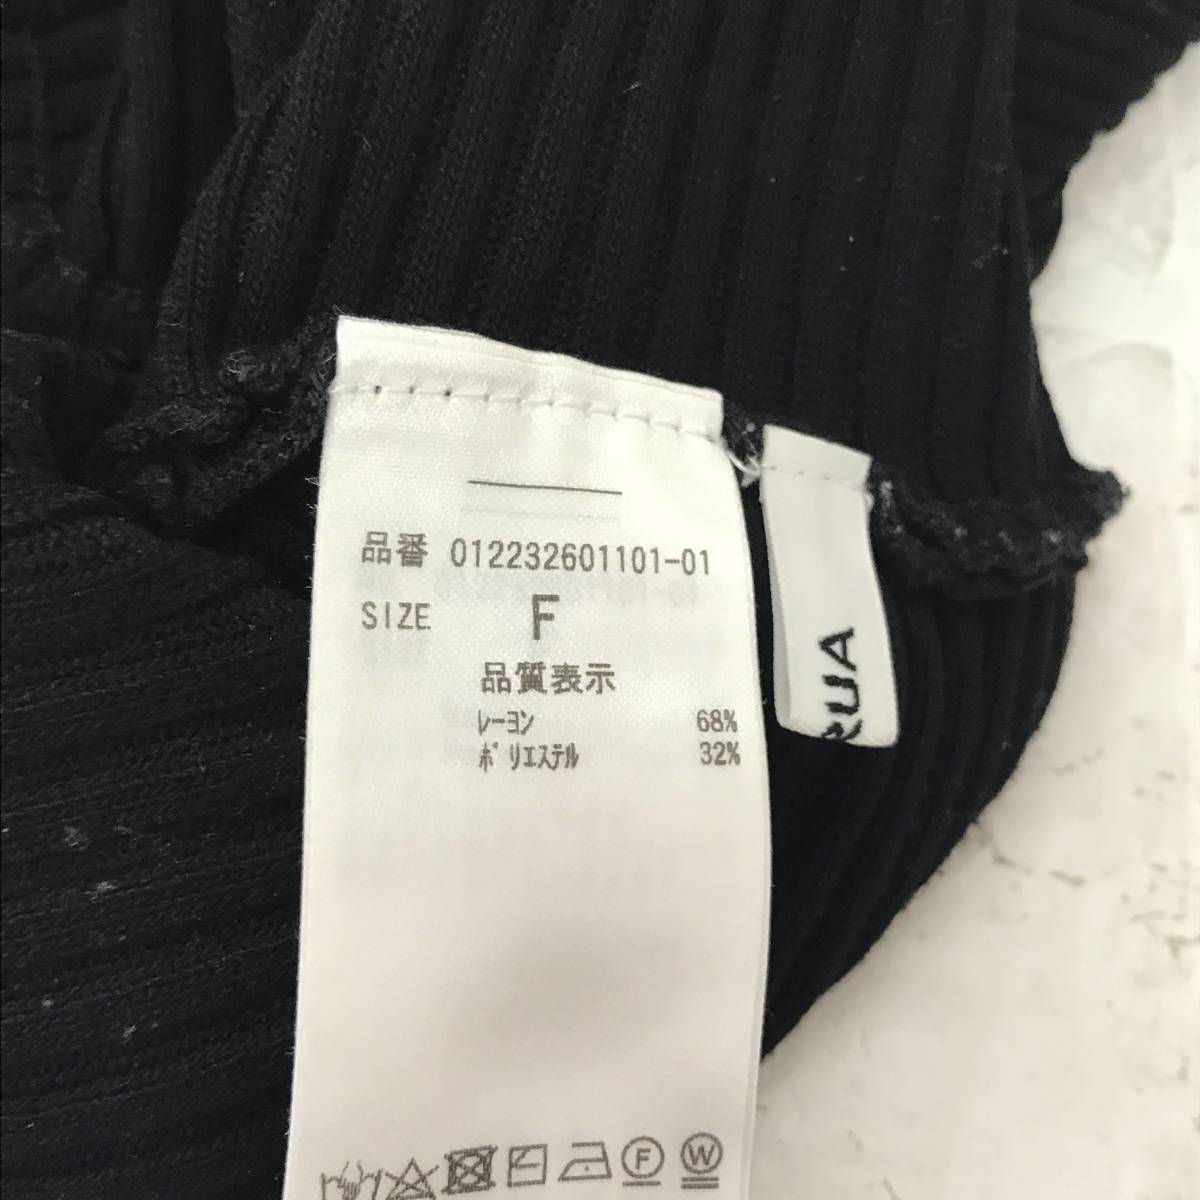 品番 012232601101-01
SIZE F
品質表示
レーヨン 68%
ポリエステル 32%
F W
RUA